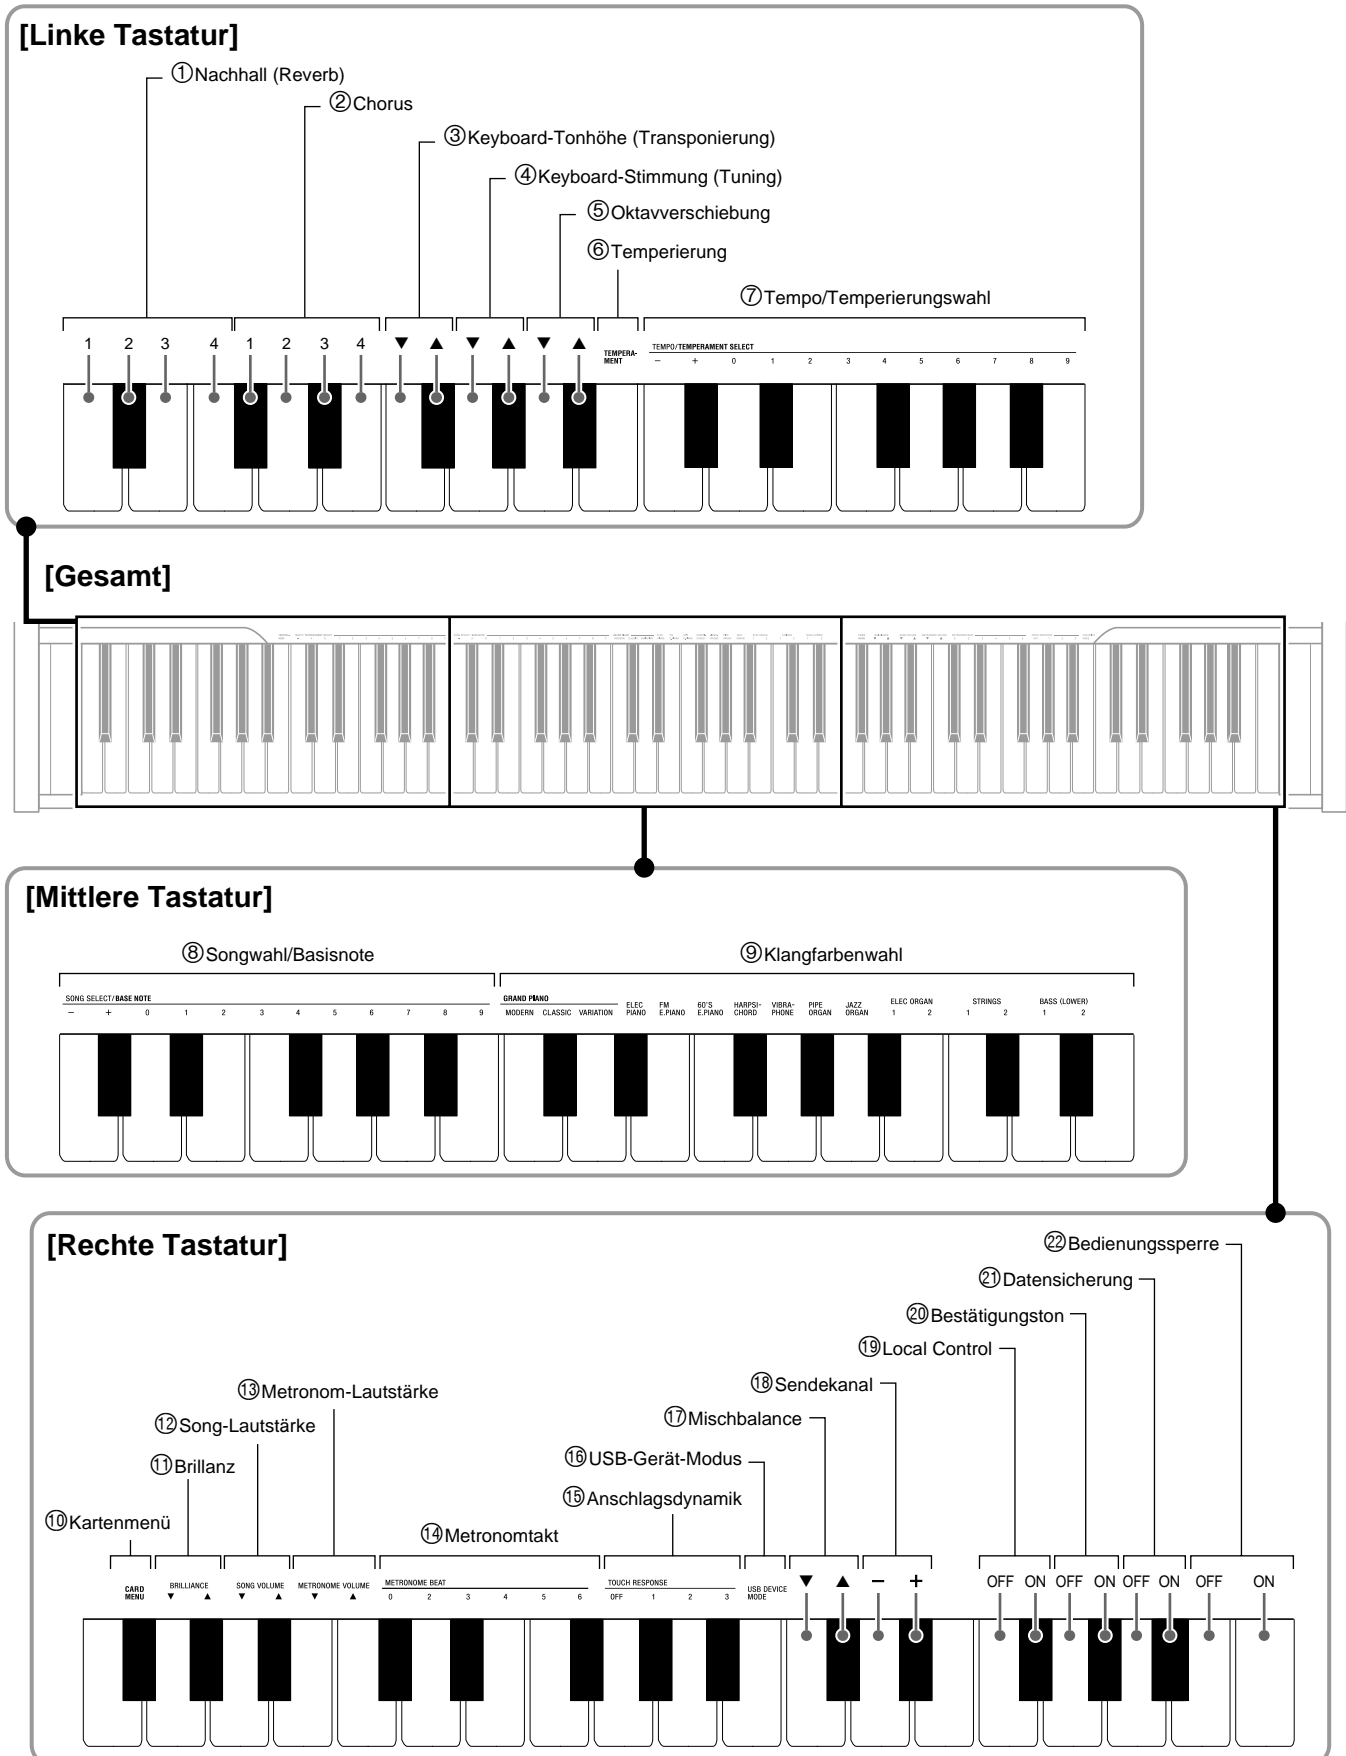 [Linke Tastatur]
①Nachhall (Reverb)
②Chorus
③Keyboard-Tonhöhe (Transponierung)
④Keyboard-Stimmung (Tuning)
⑤Oktavverschiebung
⑥Temperierung
⑦Tempo/Temperierungswahl
1 2 3 4 1 2 3 4 ▼ ▲ ▼ ▲ ▼ ▲
TEMPERA-
MENT
TEMPO/TEMPERAMENT SELECT
– + 0 1 2 3 4 5 6 7 8 9
[Gesamt]
[Mittlere Tastatur]
⑧Songwahl/Basisnote
⑨Klangfarbenwahl
SONG SELECT/BASE NOTE
– + 0 1 2 3 4 5 6 7 8 9
GRAND PIANO
MODERN CLASSIC VARIATION
ELEC
PIANO
FM
E.PIANO
60'S
E.PIANO
HARPSI-
CHORD
VIBRA-
PHONE
PIPE
ORGAN
JAZZ
ORGAN
ELEC ORGAN
1 2
STRINGS
1 2
BASS (LOWER)
1 2
[Rechte Tastatur]
㉒Bedienungssperre
㉑Datensicherung
⑳Bestätigungston
⑲Local Control
⑱Sendekanal
⑰Mischbalance
⑯USB-Gerät-Modus
⑮Anschlagsdynamik
⑭Metronomtakt
⑬Metronom-Lautstärke
⑫Song-Lautstärke
⑪Brillanz
⑩Kartenmenü
CARD
MENU
BRILLIANCE
▼ ▲
SONG VOLUME
▼ ▲
METRONOME VOLUME
▼ ▲
METRONOME BEAT
0 2 3 4 5 6
TOUCH RESPONSE
OFF 1 2 3
USB DEVICE
MODE
▼ ▲ – +
OFF ON OFF ON OFF ON OFF ON